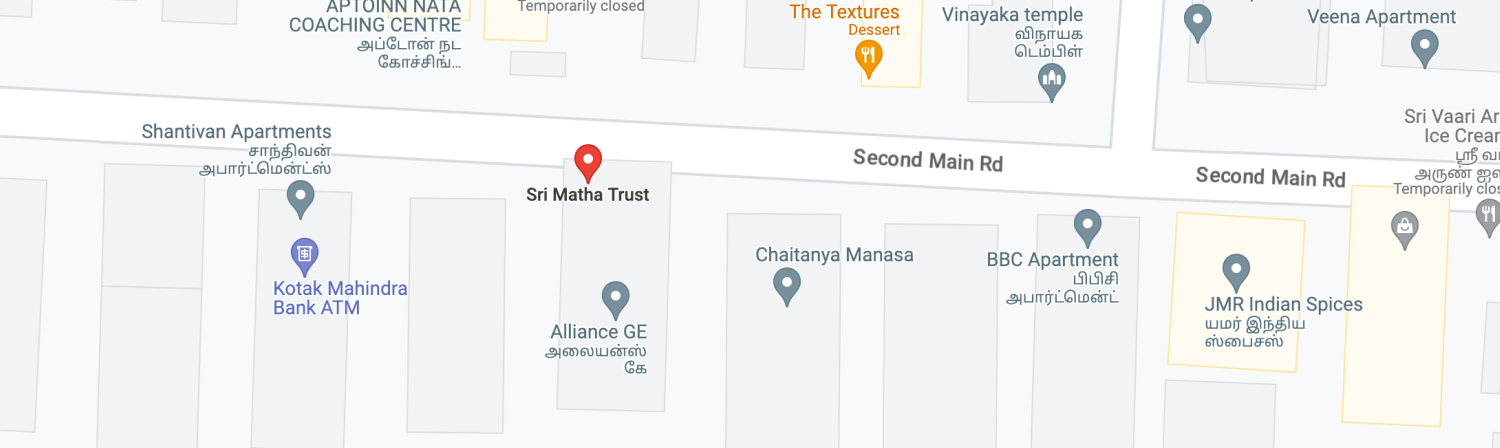 APTOINN NATA
COACHING CENTRE
அப்டோன் நட
கோச்சிங்...
Temporarily closed
The Textures
Dessert
Vinayaka temple
விநாயக
டெம்பிள்
Veena Apartment
Shantivan Apartments
சாந்திவன்
அபார்ட்மென்ட்ஸ்
Sri Matha Trust
Second Main Rd
Second Main Rd
Sri Vaari Ar
Ice Crean
ஸ்ரீ வா
அருண் ஐஸ்
Temporarily clos
Kotak Mahindra
Bank ATM
Alliance GE
அலையன்ஸ்
கே
Chaitanya Manasa
BBC Apartment
பிபிசி
அபார்ட்மென்ட்
JMR Indian Spices
யமர் இந்திய
ஸ்பைசஸ்